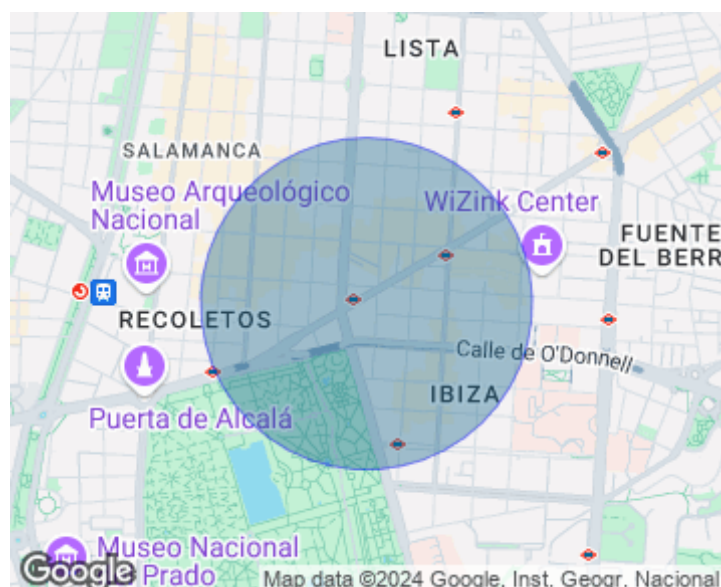 LISTA
SALAMANCA
Museo Arqueológico
Nacional
WiZink Center
FUENTE
DEL BERR
RECOLETOS
Calle de O'Donnell
IBIZA
Puerta de Alcalá
Museo Nacional
Prado
Google
Map data ©2024 Google, Inst. Geogr. Nacional